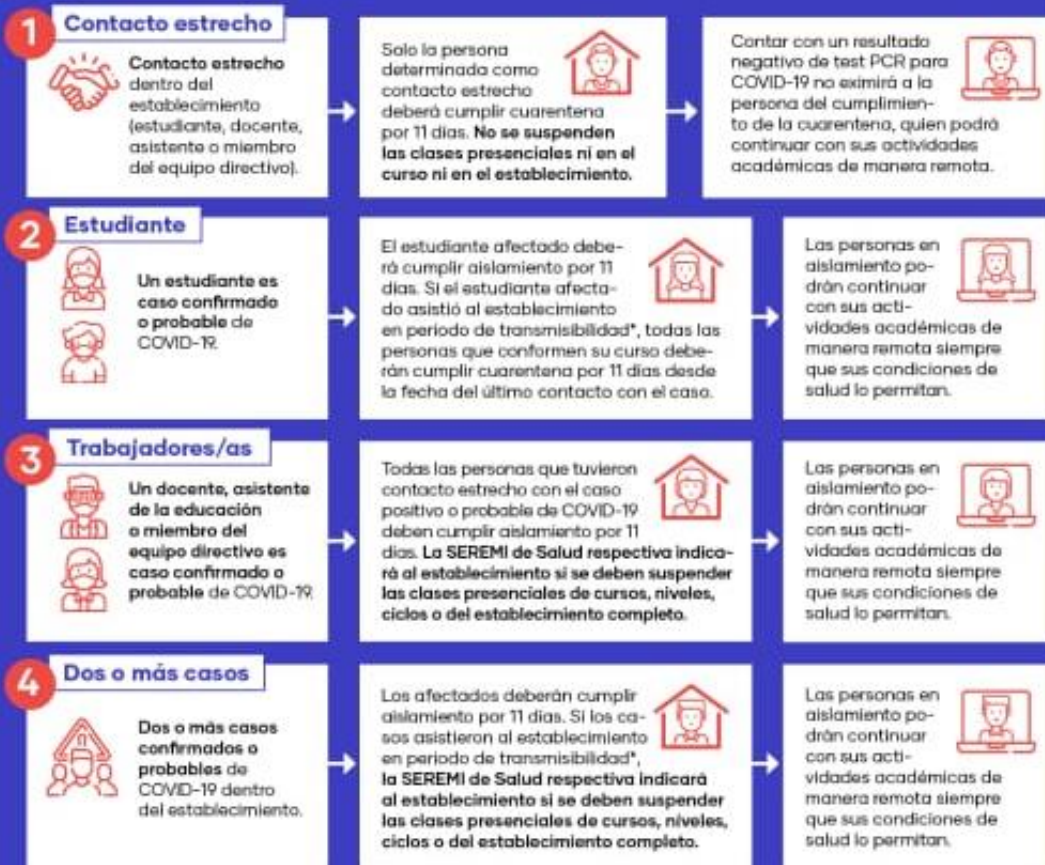 1
Contacto estrecho
Contacto estrecho
dentro del
establecimiento
(estudiante, docente,
asistente o miembro
del equipo directivo).
Solo la persona
determinada como
contacto estrecho
deberá cumplir cuarentena
por 11 días. No se suspenden
las clases presenciales ni en el
curso ni en el establecimiento.
Contar con un resultado
negativo de test PCR para
COVID-19 no eximirá a la
persona del cumplimien-
to de la cuarentena, quien podrá
continuar con sus actividades
académicas de manera remota.
2
Estudiante
Un estudiante es
caso confirmado
o probable de
COVID-19.
El estudiante afectado debe-
rá cumplir aislamiento por 11
días. Si el estudiante afecta-
do asistió al establecimiento
en periodo de transmisibilidad*, todas las
personas que conformen su curso debe-
rán cumplir cuarentena por 11 días desde
la fecha del último contacto con el caso.
Las personas en
aislamiento po-
drán continuar
con sus acti-
vidades académicas de
manera remota siempre
que sus condiciones de
salud lo permitan.
3
Trabajadores/as
Un docente, asistente
de la educación
o miembro del
equipo directivo es
caso confirmado o
probable de COVID-19.
Todas las personas que tuvieron
contacto estrecho con el caso
positivo o probable de COVID-19
deben cumplir aislamiento por 11
días. La SEREMI de Salud respectiva indica-
rá al establecimiento si se deben suspender
las clases presenciales de cursos, niveles,
ciclos o del establecimiento completo.
Las personas en
aislamiento po-
drán continuar
con sus acti-
vidades académicas de
manera remota siempre
que sus condiciones de
salud lo permitan.
4
Dos o más casos
Dos o más casos
confirmados o
probables de
COVID-19 dentro
del establecimiento.
Los afectados deberán cumplir
aislamiento por 11 días. Si los ca-
sos asistieron al establecimiento
en periodo de transmisibilidad*,
la SEREMI de Salud respectiva indicará
al establecimiento si se deben suspender
las clases presenciales de cursos, niveles,
ciclos o del establecimiento completo.
Las personas en
aislamiento po-
drán continuar
con sus acti-
vidades académicas de
manera remota siempre
que sus condiciones de
salud lo permitan.